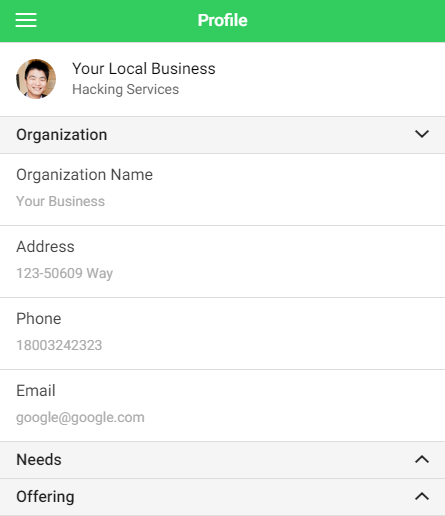 Profile
Your Local Business
Hacking Services
Organization
Organization Name
Your Business
Address
123-50609 Way
Phone
18003242323
Email
google@google.com
Needs
Offering